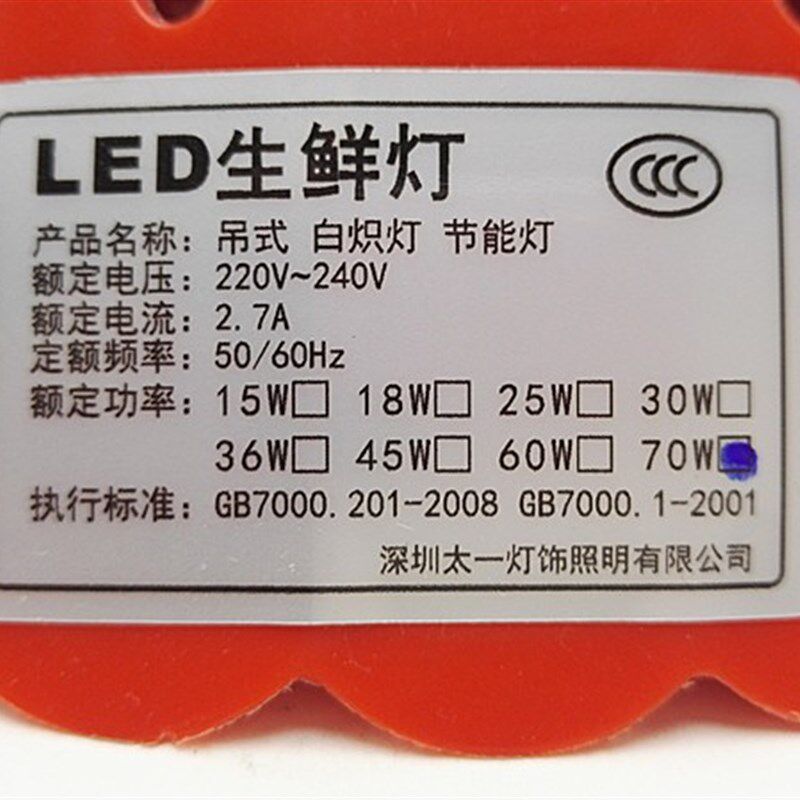 LED生鲜灯
CCC
产品名称：吊式 白炽灯 节能灯
额定电压：220V~240V
额定电流：2.7A
定额频率：50/60Hz
额定功率：15W□ 18W□ 25W□ 30W□
36W□ 45W□ 60W□ 70W□
执行标准：GB7000.201-2008 GB7000.1-2001
深圳太一灯饰照明有限公司